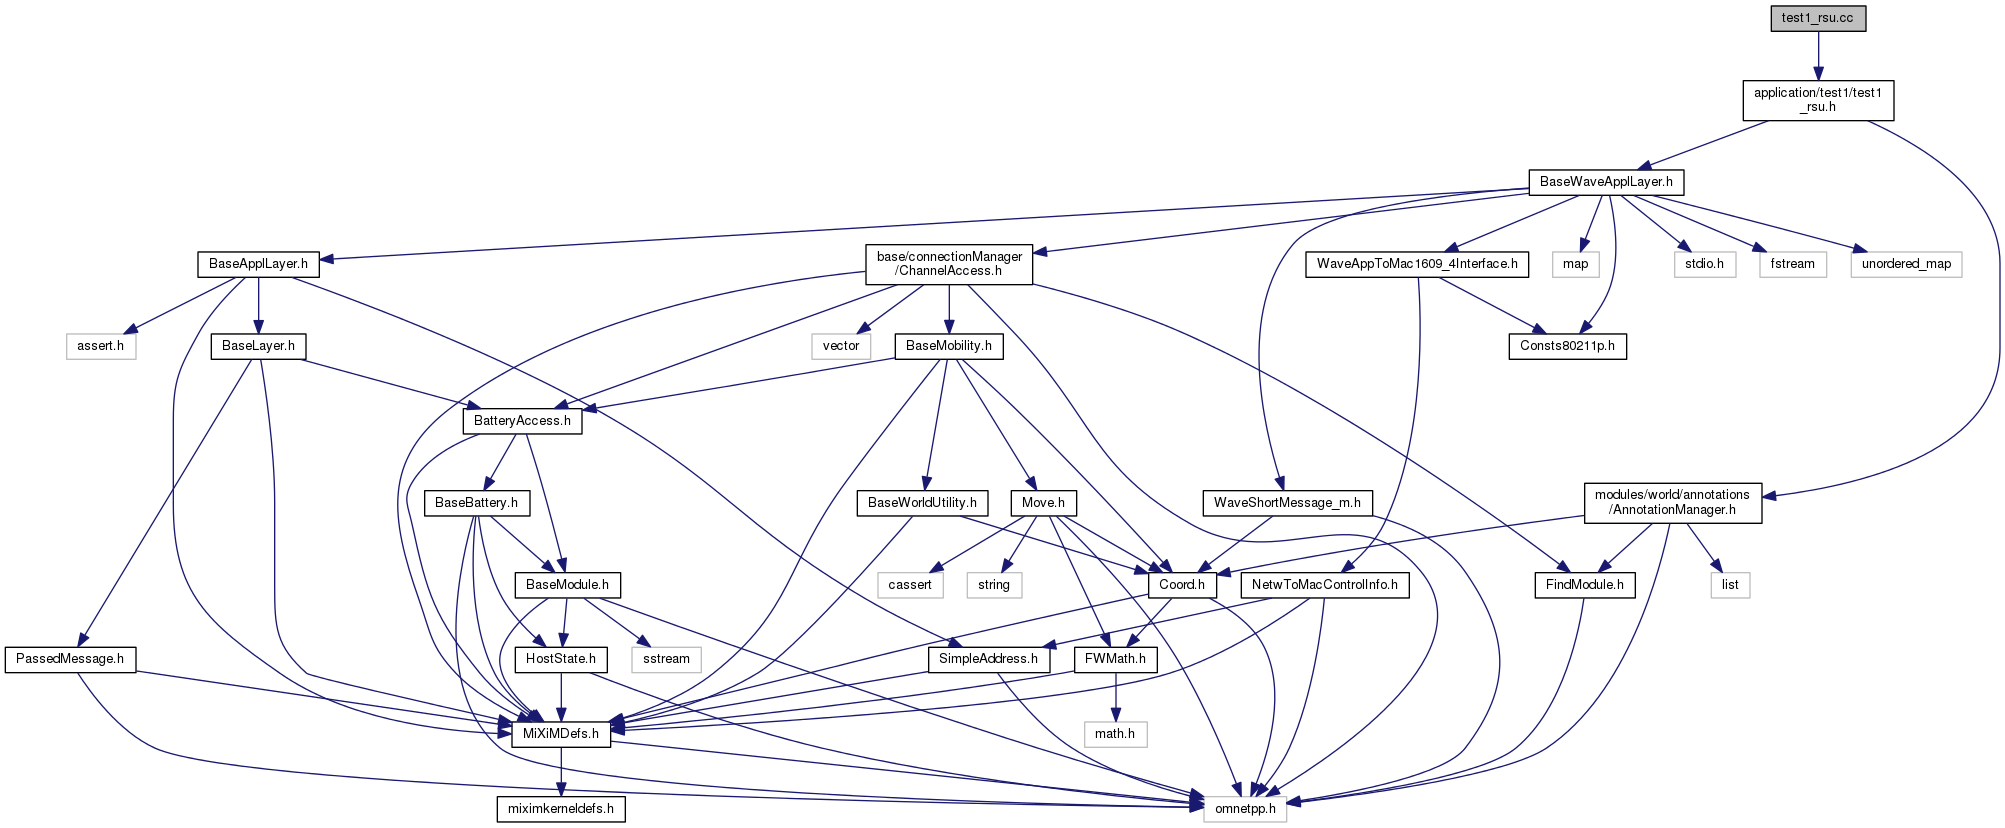 test1_rsu.cc
application/test1/test1
_rsu.h
BaseWaveApplLayer.h
BaseApplLayer.h
base/connectionManager
/ChannelAccess.h
WaveAppToMac1609_4Interface.h
map
stdio.h
fstream
unordered_map
assert.h
BaseLayer.h
vector
BaseMobility.h
Consts80211p.h
BatteryAccess.h
BaseBattery.h
BaseWorldUtility.h
Move.h
WaveShortMessage_m.h
modules/world/annotations
/AnnotationManager.h
BaseModule.h
cassert
string
Coord.h
NetwToMacControlInfo.h
FindModule.h
list
PassedMessage.h
HostState.h
sstream
SimpleAddress.h
FWMath.h
MiXiMDefs.h
math.h
miximkerneldefs.h
omnetpp.h